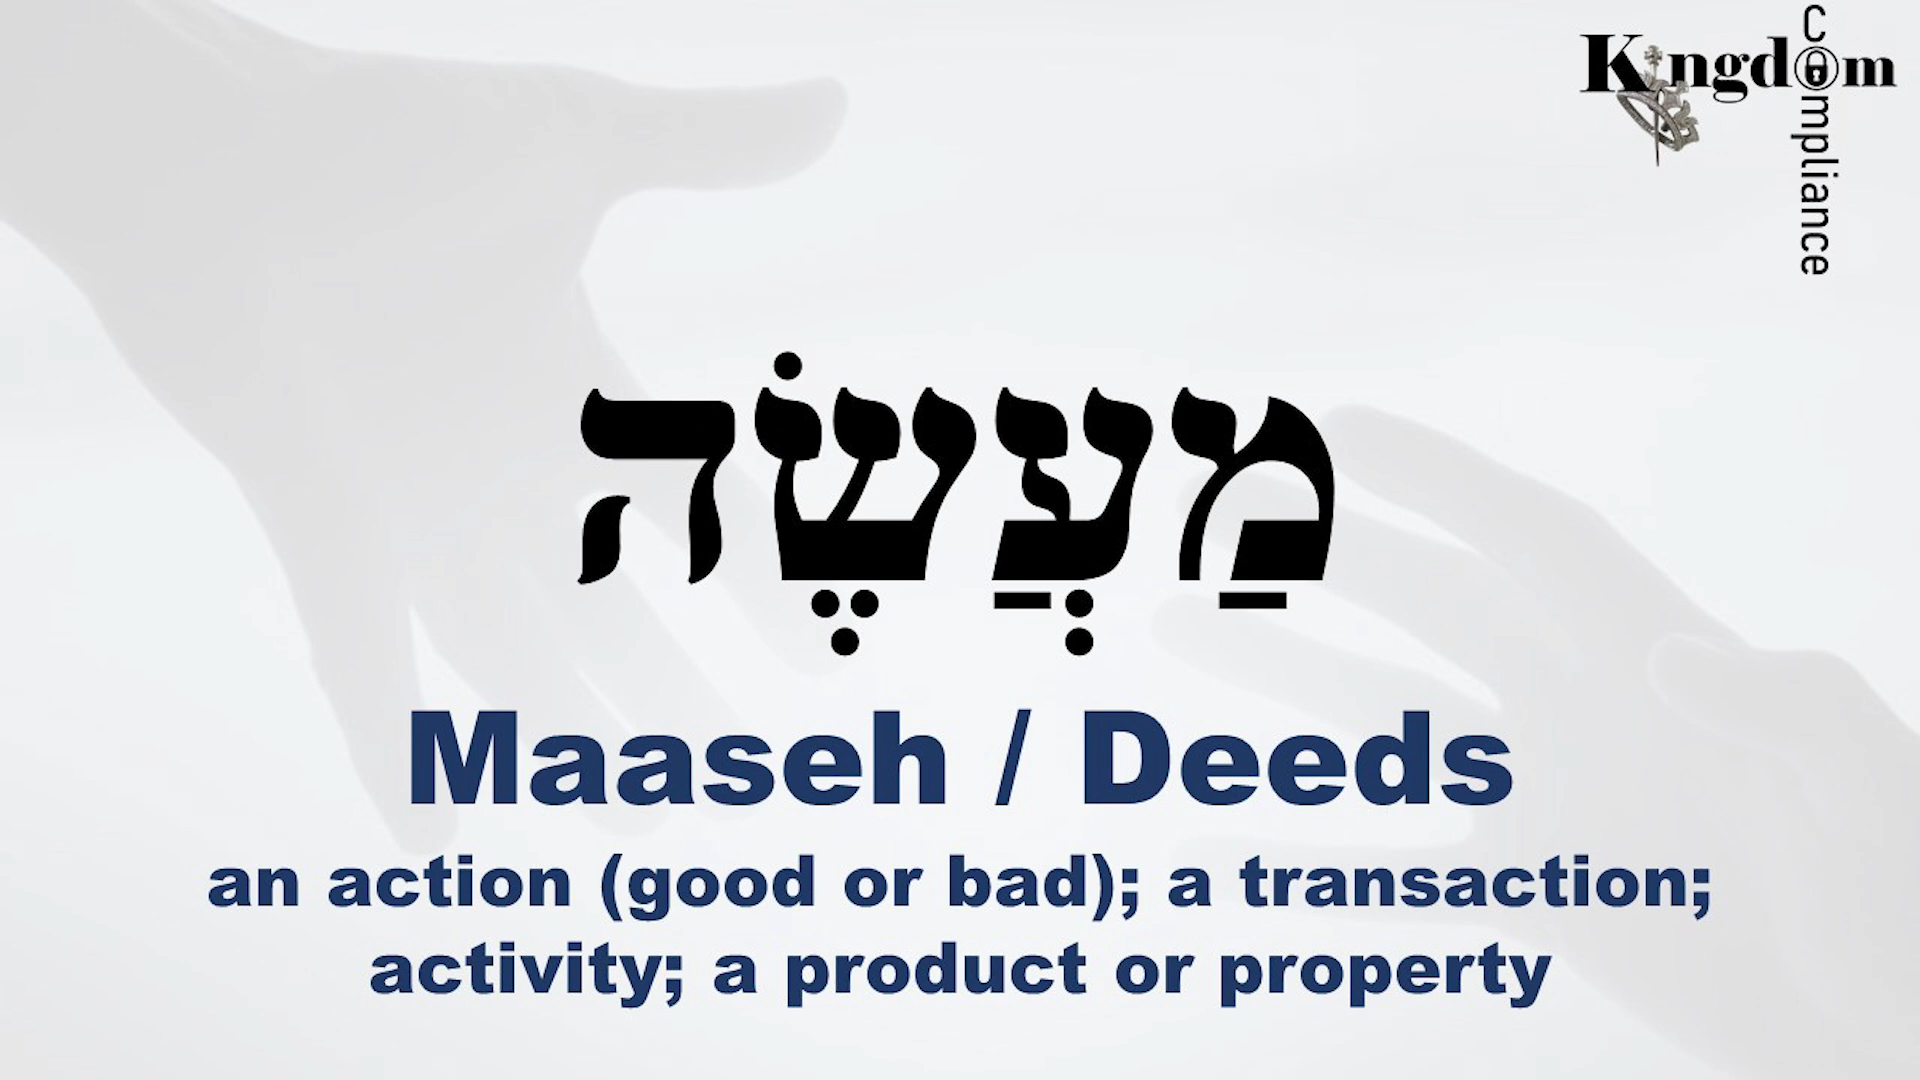 Kingdom
Compliance
מַעֲשֶׂה
Maaseh / Deeds
an action (good or bad); a transaction;
activity; a product or property